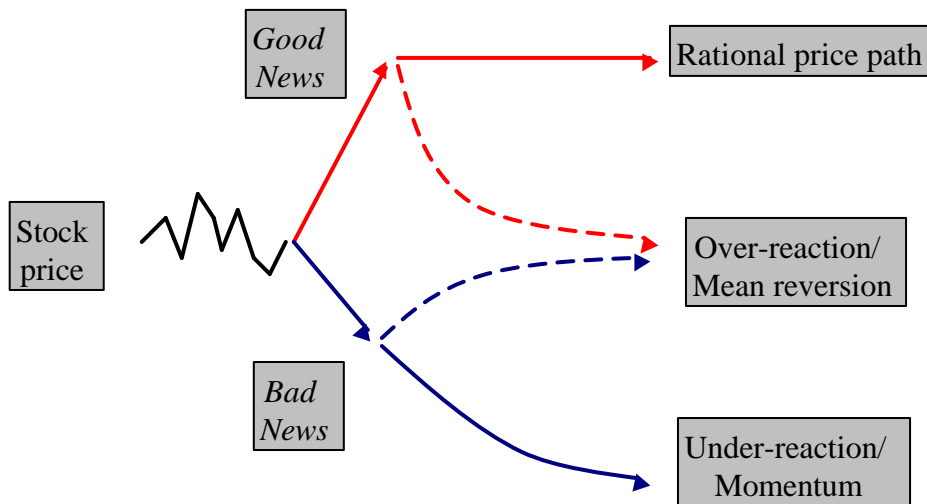 Good
News
Rational price path
Stock
price
Over-reaction/
Mean reversion
Bad
News
Under-reaction/
Momentum